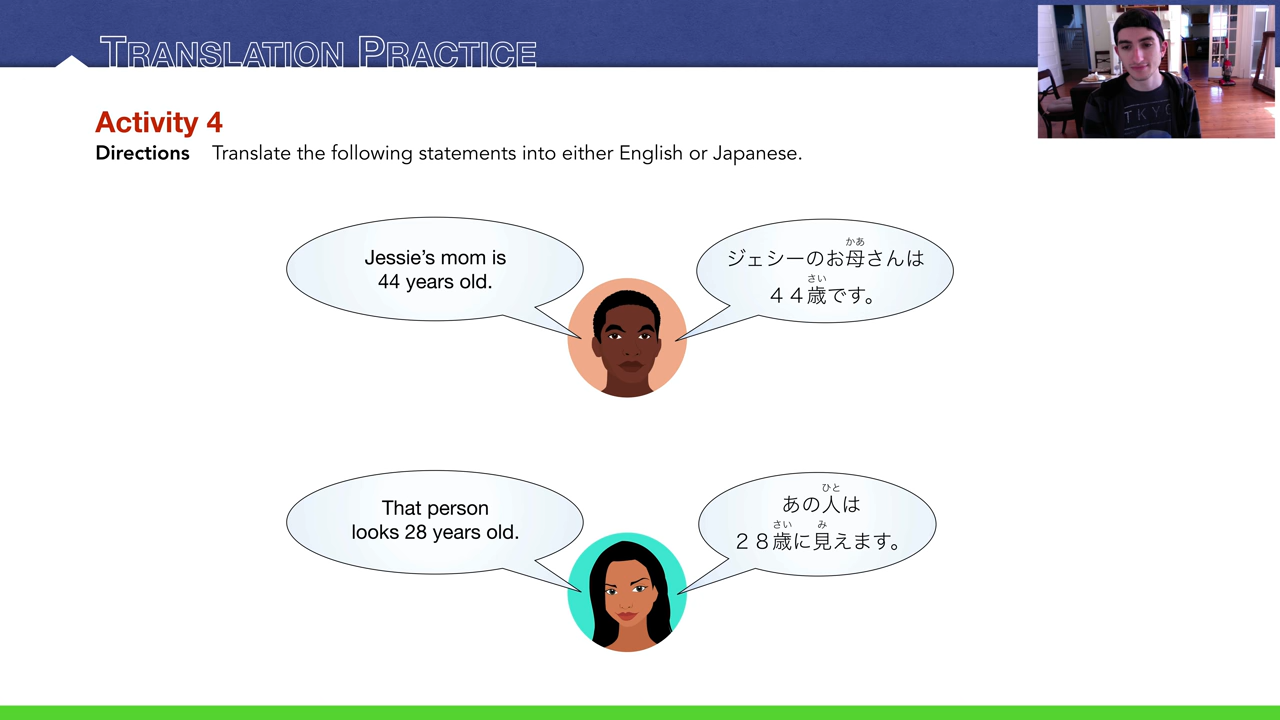 TRANSLATION PRACTICE
Activity 4
Directions Translate the following statements into either English or Japanese.
Jessie's mom is
44 years old.
かあ
ジェシーのお母さんは
さい
４４歳です。
That person
looks 28 years old.
ひと
あの人は
さい み
２８歳に見えます。